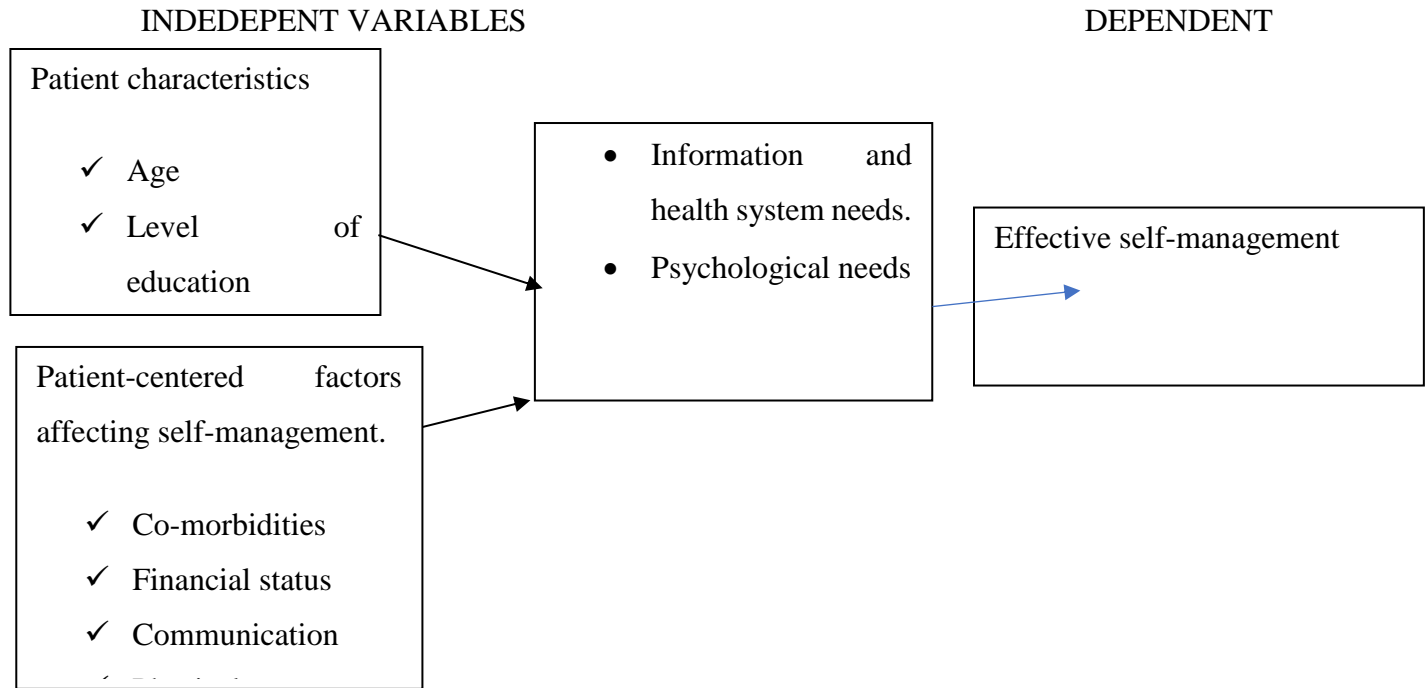 INDEDEPENT VARIABLES
DEPENDENT
Patient characteristics
✓ Age
✓ Level of
education
Patient-centered factors
affecting self-management.
✓ Co-morbidities
✓ Financial status
✓ Communication
• Information and
health system needs.
• Psychological needs
Effective self-management